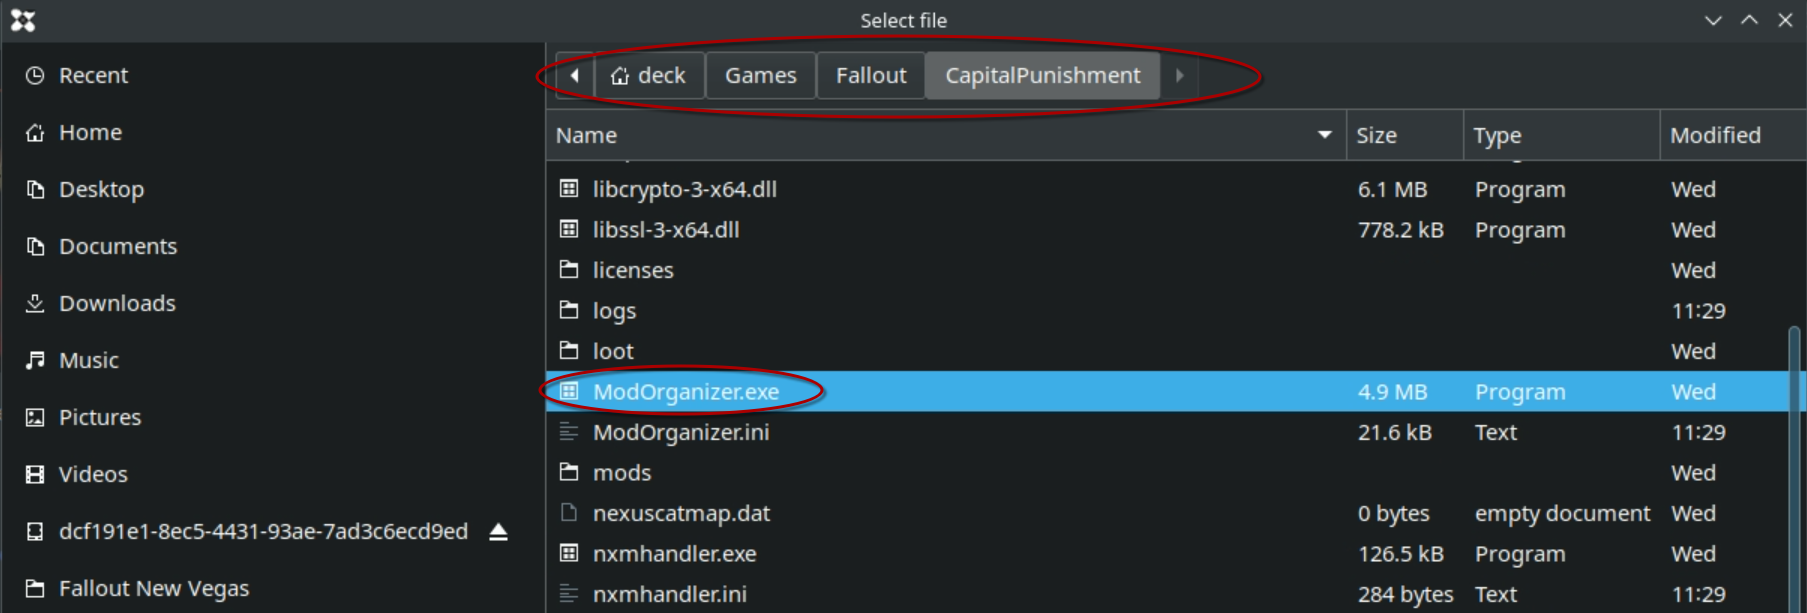 Select file
Recent
Home
Desktop
Documents
Downloads
Music
Pictures
Videos
dcf191e1-8ec5-4431-93ae-7ad3c6ecd9ed
Fallout New Vegas
deck Games Fallout CapitalPunishment
Name Size Type Modified
libcrypto-3-x64.dll 6.1 MB Program Wed
libssl-3-x64.dll 778.2 kB Program Wed
licenses Wed
logs 11:29
loot Wed
ModOrganizer.exe 4.9 MB Program Wed
ModOrganizer.ini 21.6 kB Text 11:29
mods Wed
nexuscatmap.dat 0 bytes empty document Wed
nxmhandler.exe 126.5 kB Program Wed
nxmhandler.ini 284 bytes Text 11:29